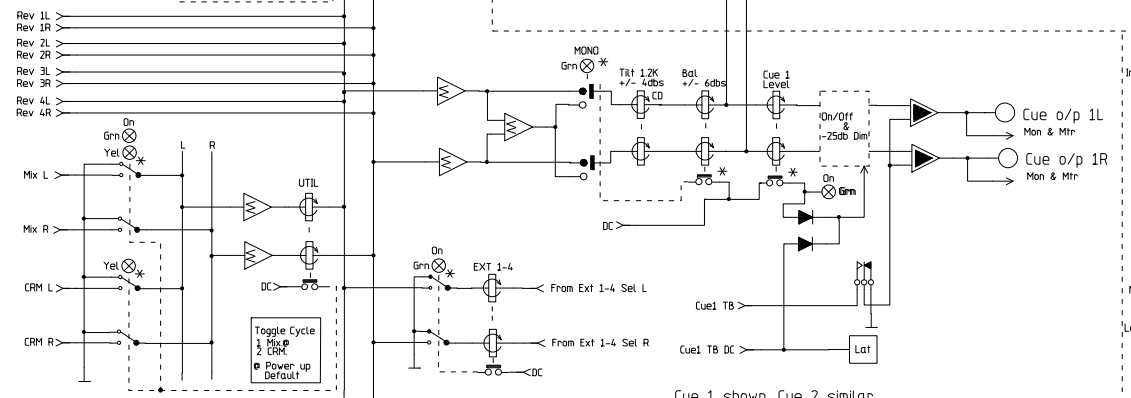 Rev 1L
Rev 1R
Rev 2L
Rev 2R
Rev 3L
Rev 3R
Rev 4L
Rev 4R
On
Grn
Yel
*
L
R
Mix L
Mix R
UTIL
Yel
*
CRM L
CRM R
DC
Toggle Cycle
1 Mix.@
2 CRM.
@ Power up
Default
MONO
Grn
*
Tilt 1.2K
+/- 4dbs
CD
Bal
+/- 6dbs
Cue 1
Level
On/Off
&
-25db Dim
Cue o/p 1L
Mon & Mtr
Cue o/p 1R
Mon & Mtr
*
*
On
Grn
DC
On
Grn
*
EXT 1-4
From Ext 1-4 Sel L
From Ext 1-4 Sel R
DC
Cue1 TB
Cue1 TB DC
Lat
Cue 1 shown, Cue 2 similar